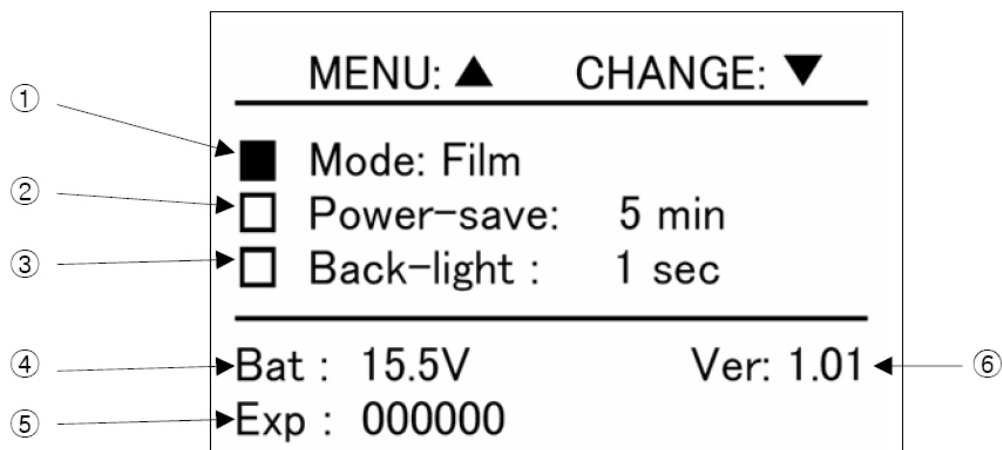 MENU: ▲ CHANGE: ▼
① Mode: Film
② Power-save: 5 min
③ Back-light : 1 sec
④ Bat : 15.5V Ver: 1.01 ⑥
⑤ Exp : 000000